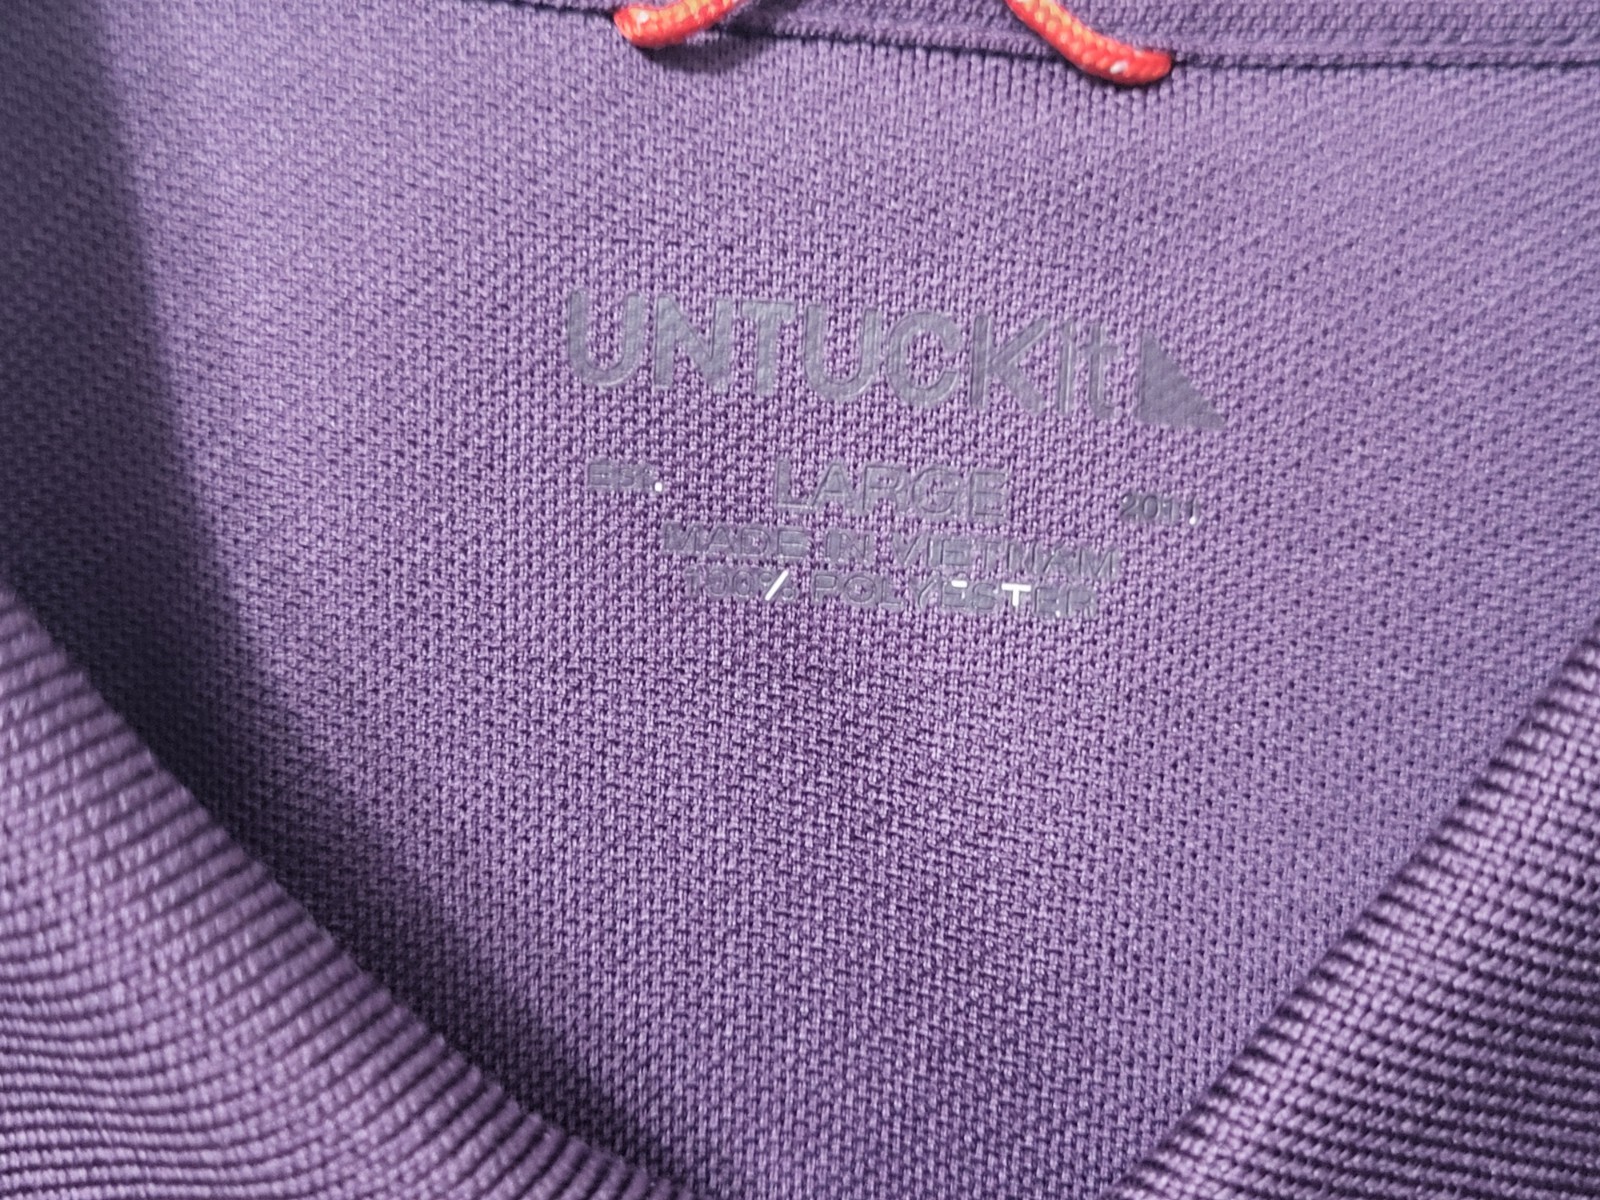 UNTUCKit
Est. LARGE 2011
MADE IN VIETNAM
100% POLYESTER